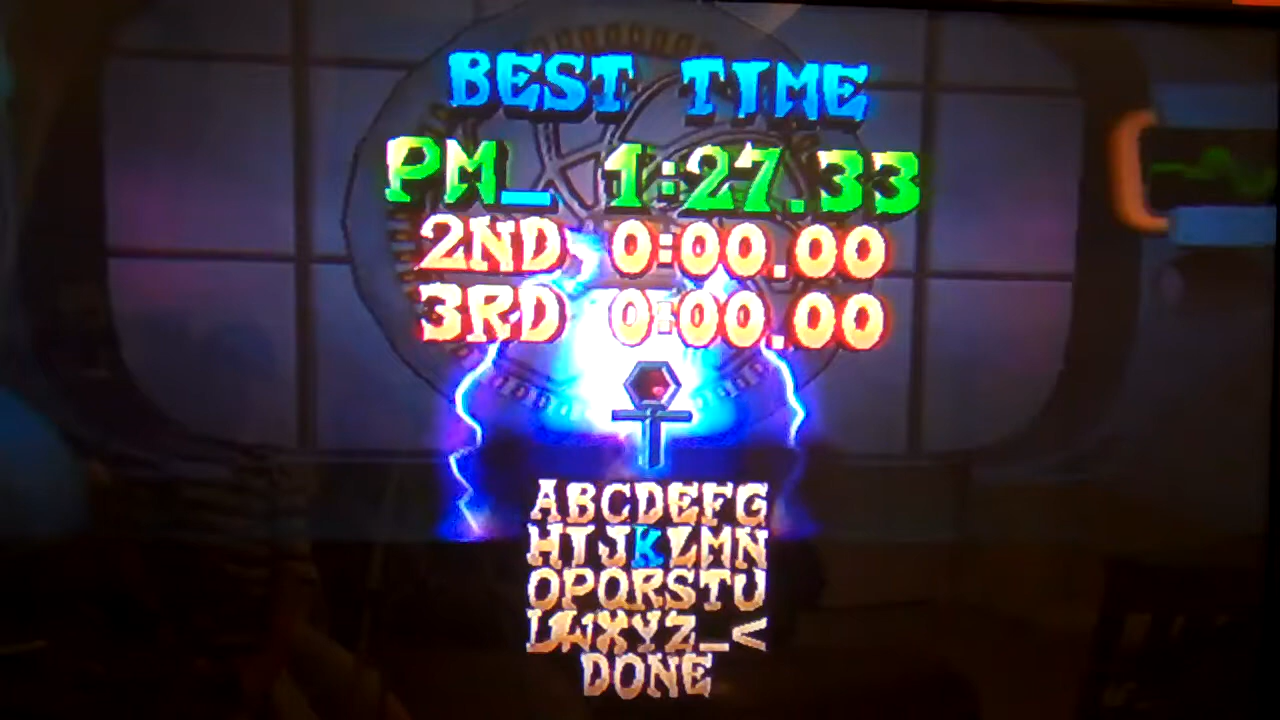 BEST TIME
PM_ 1:27.33
2ND 0:00.00
3RD 0:00.00
ABCDEFG
HIJKLMN
OPQRSTU
VWXYZ_<
DONE